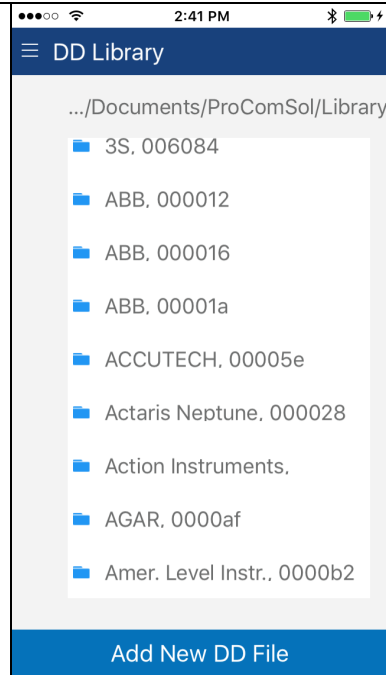 2:41 PM
DD Library
.../Documents/ProComSol/Library
3S, 006084
ABB, 000012
ABB, 000016
ABB, 00001a
ACCUTECH, 00005e
Actaris Neptune, 000028
Action Instruments,
AGAR, 0000af
Amer. Level Instr., 0000b2
Add New DD File